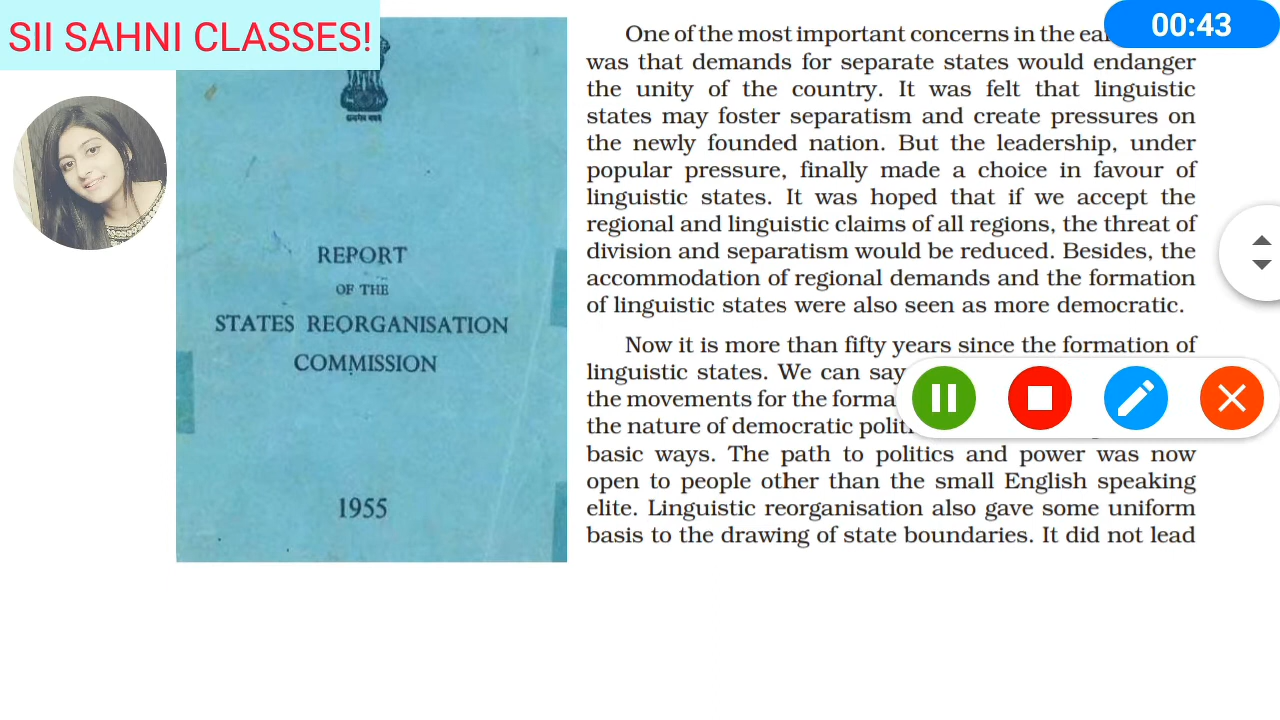 SII SAHNI CLASSES!
REPORT
OF THE
STATES REORGANISATION
COMMISSION
1955
00:43
One of the most important concerns in the
was that demands for separate states would endanger
the unity of the country. It was felt that linguistic
states may foster separatism and create pressures on
the newly founded nation. But the leadership, under
popular pressure, finally made a choice in favour of
linguistic states. It was hoped that if we accept the
regional and linguistic claims of all regions, the threat of
division and separatism would be reduced. Besides, the
accommodation of regional demands and the formation
of linguistic states were also seen as more democratic.
Now it is more than fifty years since the formation of
linguistic states. We can say
the movements for the
the nature of democratic
basic ways. The path to politics and power was now
open to people other than the small English speaking
elite. Linguistic reorganisation also gave some uniform
basis to the drawing of state boundaries. It did not lead